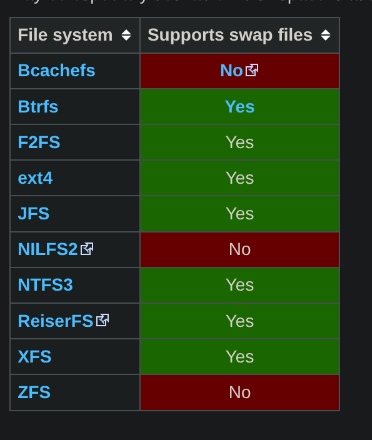 File system Supports swap files
Bcachefs No
Btrfs Yes
F2FS Yes
ext4 Yes
JFS Yes
NILFS2 No
NTFS3 Yes
ReiserFS Yes
XFS Yes
ZFS No